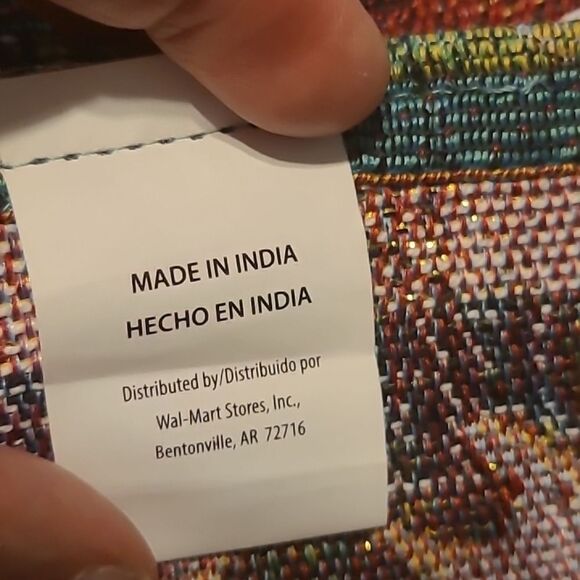 MADE IN INDIA
HECHO EN INDIA
Distributed by/Distribuido por
Wal-Mart Stores, Inc.,
Bentonville, AR 72716